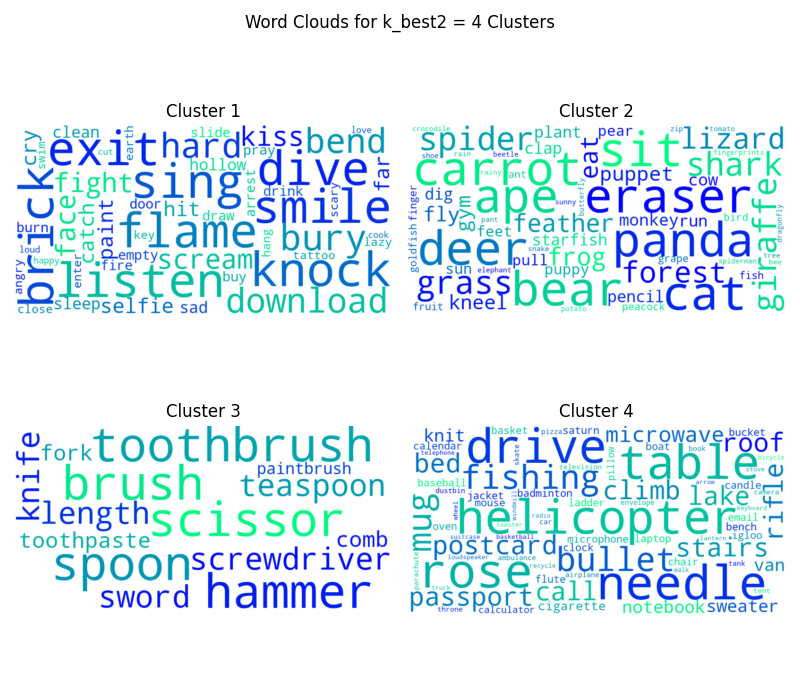 Word Clouds for k_best2 = 4 Clusters
Cluster 1
cry clean exit hard slide kiss bend love
swim cut earth pray hollow far
brick fight sing dive smile scary
face catch paint door hit draw arrest drink
burn loud key flame hang bury cook lazy
angry happy enter empty fire scream tattoo
listen buy knock
close sleep selfie sad download
Cluster 2
crocodile spider plant pear zip tomato lizard
shoe rain beetle clap sit fingerprints
carrot eat shark
rainy ant ape puppet cow
dig finger gym sunny butterfly eraser giraffe
fly pant feather monkey run bird dragonfly
goldfish feet starfish panda
deer snake frog grape spiderman tree
sun pull puppy forest fish bee
grass elephant bear cat
fruit kneel pencil peacock
potato
Cluster 3
knife fork toothbrush
brush paintbrush
teaspoon
length scissor
toothpaste comb
spoon screwdriver
sword hammer
Cluster 4
knit basket pizza saturn microwave bucket roof
calendar drive skate boat book bicycle
telephone table
bed fishing television pillow stove
baseball climb lake arrow candle camera rifle
dustbin jacket badminton envelope
mug mouse helicopter ladder keyboard
wheel windmill radio email
oven toaster car bench
postcard clock microphone laptop stairs lantern igloo
suitcase basketball bullet chair walk van
parachute loudspeaker ambulance tank
rose recycle airplane needle
truck passport flute call tent
throne calculator cigarette notebook sweater